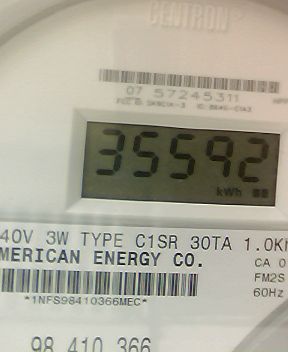 CENTRON®
07 57245311
35592
kWh
40V 3W TYPE C1SR 30TA 1.0K
MERICAN ENERGY CO.
CA 0
FM2S
*1NFS98410366MEC*
60Hz
98 410 366